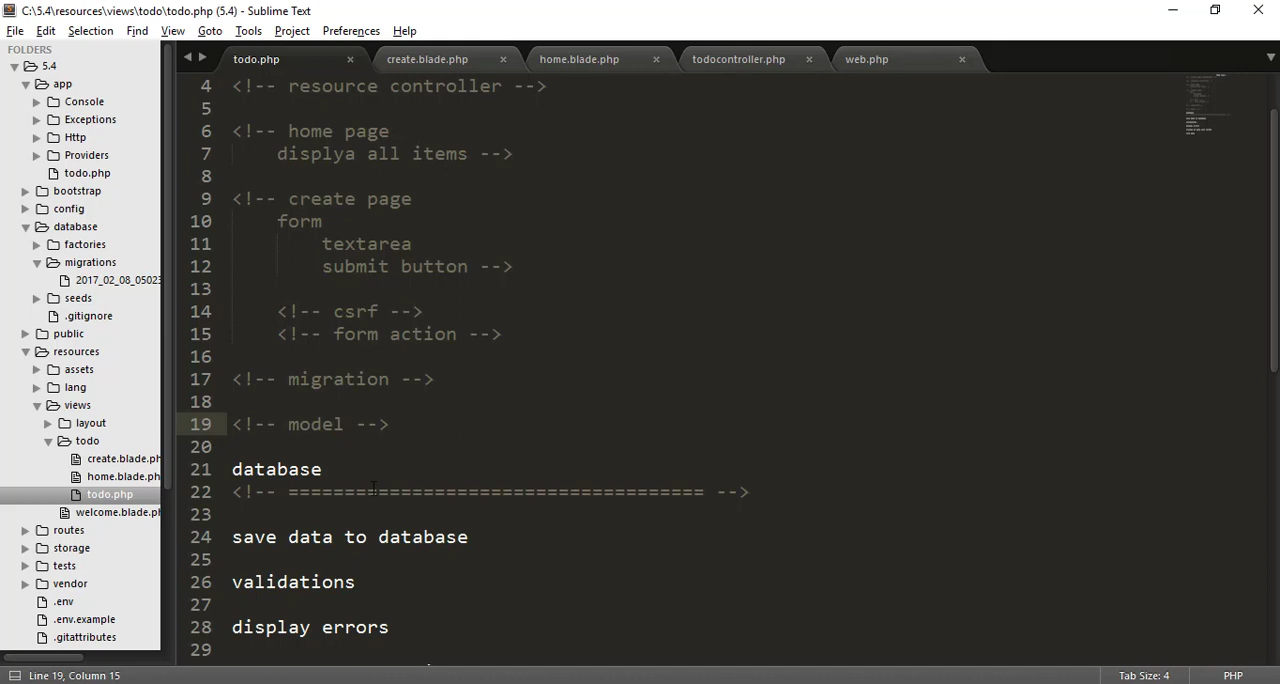 C:\5.4\resources\views\todo\todo.php (5.4) - Sublime Text
File Edit Selection Find View Goto Tools Project Preferences Help
FOLDERS
5.4
app
Console
Exceptions
Http
Providers
todo.php
bootstrap
config
database
factories
migrations
2017_02_08_05023
seeds
.gitignore
public
resources
assets
lang
views
layout
todo
create.blade.ph
home.blade.ph
todo.php
welcome.blade.ph
routes
storage
tests
vendor
.env
.env.example
.gitattributes
todo.php create.blade.php home.blade.php todocontroller.php web.php
4 <!-- resource controller -->
5
6 <!-- home page
7 displya all items -->
8
9 <!-- create page
10 form
11 textarea
12 submit button -->
13
14 <!-- csrf -->
15 <!-- form action -->
16
17 <!-- migration -->
18
19 <!-- model -->
20
21 database
22 <!-- ===================================== -->
23
24 save data to database
25
26 validations
27
28 display errors
29
Line 19, Column 15 Tab Size: 4 PHP